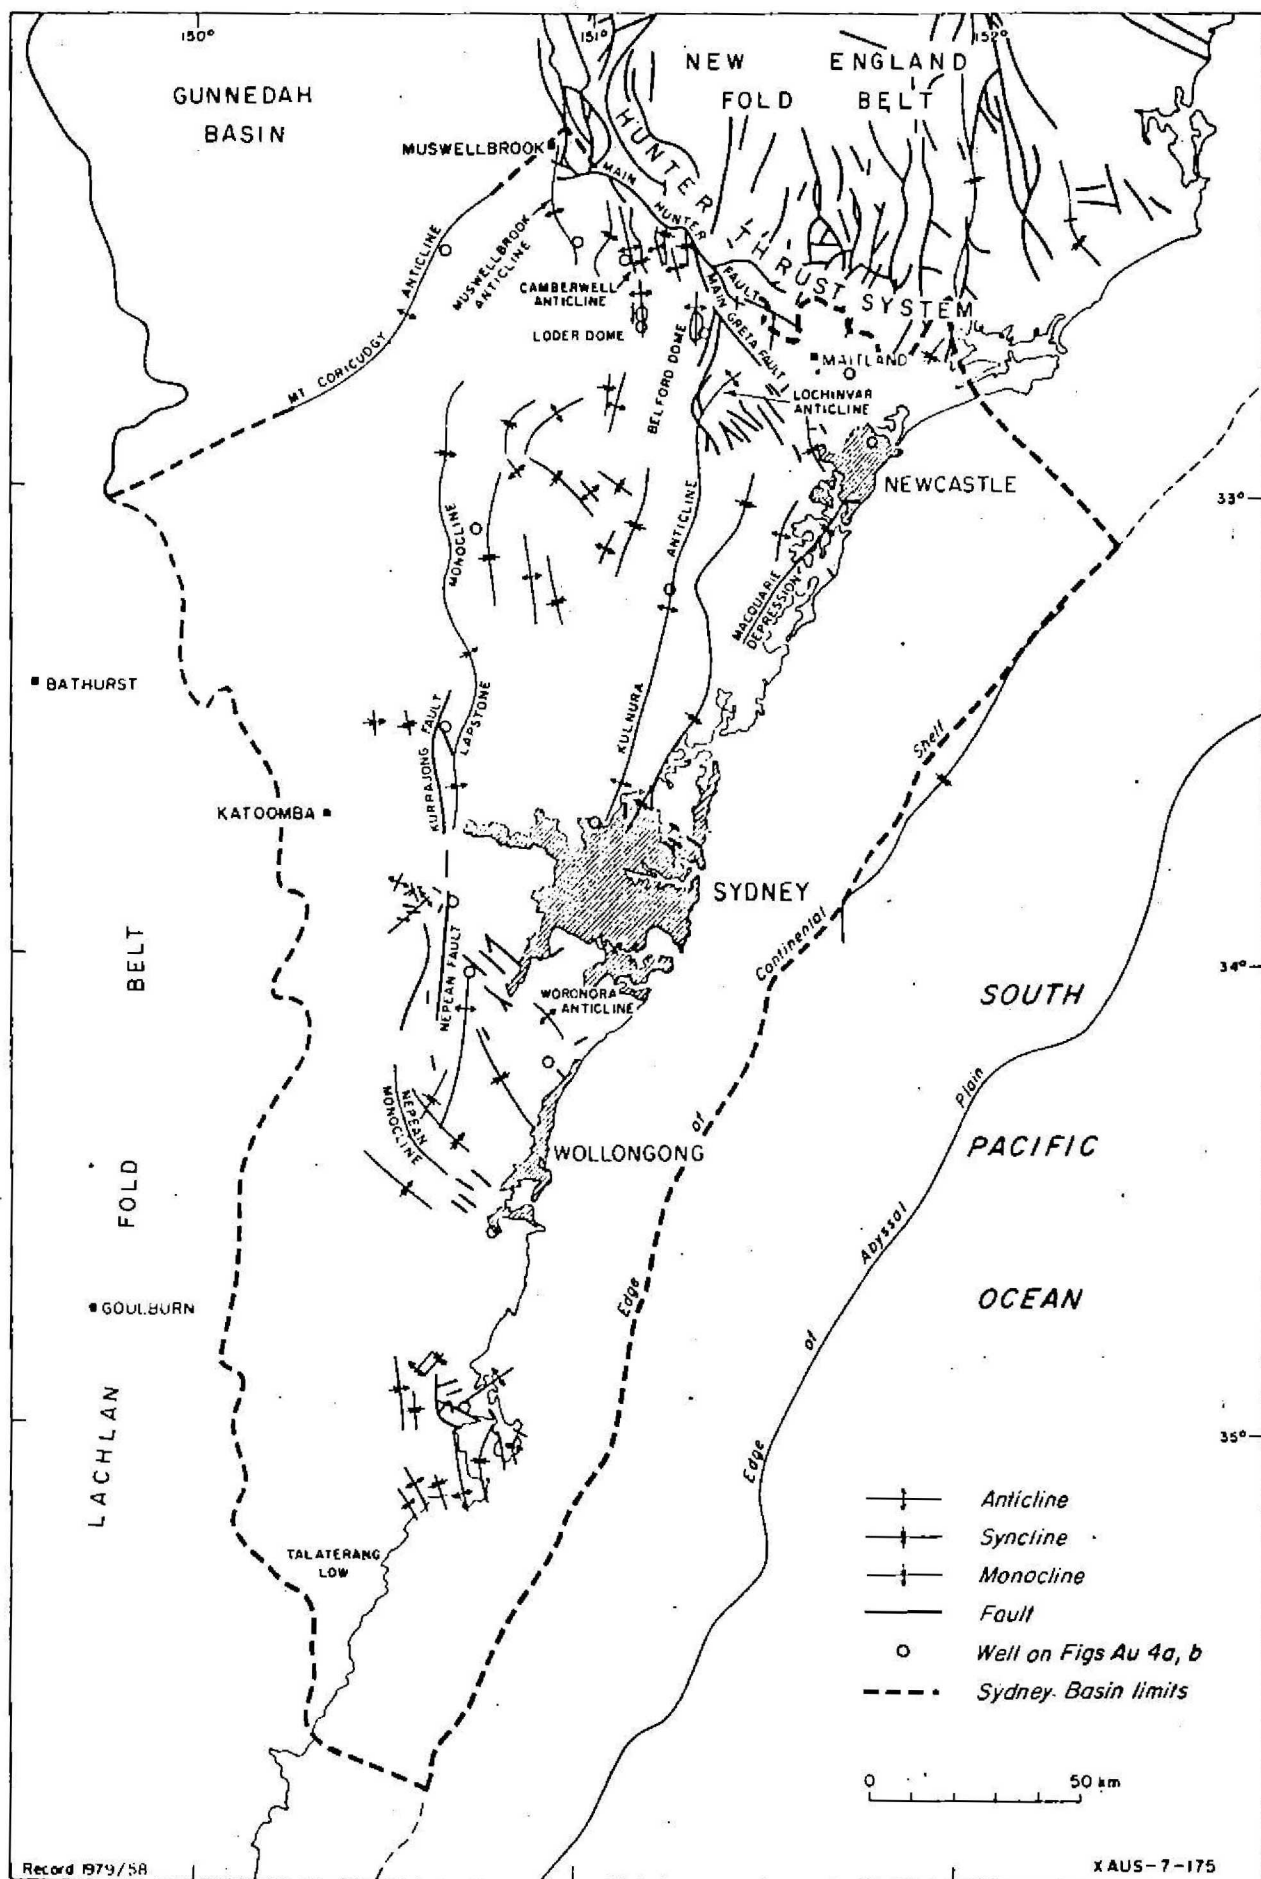 150°
151°
152°
GUNNEDAH
BASIN
NEW ENGLAND
FOLD BELT
HUNTER THRUST SYSTEM
MUSWELLBROOK
MAIN HUNTER FAULT
MUSWELLBROOK
ANTICLINE
MT CORICUDGY ANTICLINE
CAMBERWELL
ANTICLINE
LODER DOME
BELFORD DOME
MAIN GRETA FAULT
MAITLAND
LOCHINVAR
ANTICLINE
NEWCASTLE
33°
LAPSTONE MONOCLINE
KULNURA ANTICLINE
MACQUARIE
DEPRESSION
BATHURST
KURRAJONG FAULT
KATOOMBA
SYDNEY
NEPEAN FAULT
WORONORA
ANTICLINE
34°
NEPEAN
MONOCLINE
WOLLONGONG
GOULBURN
LACHLAN FOLD BELT
TALATERANG
LOW
Edge of Continental Shelf
Edge of Abyssal Plain
SOUTH
PACIFIC
OCEAN
35°
Anticline
Syncline
Monocline
Fault
Well on Figs Au 4a, b
Sydney Basin limits
0 50 km
Record 1979/58
XAUS-7-175